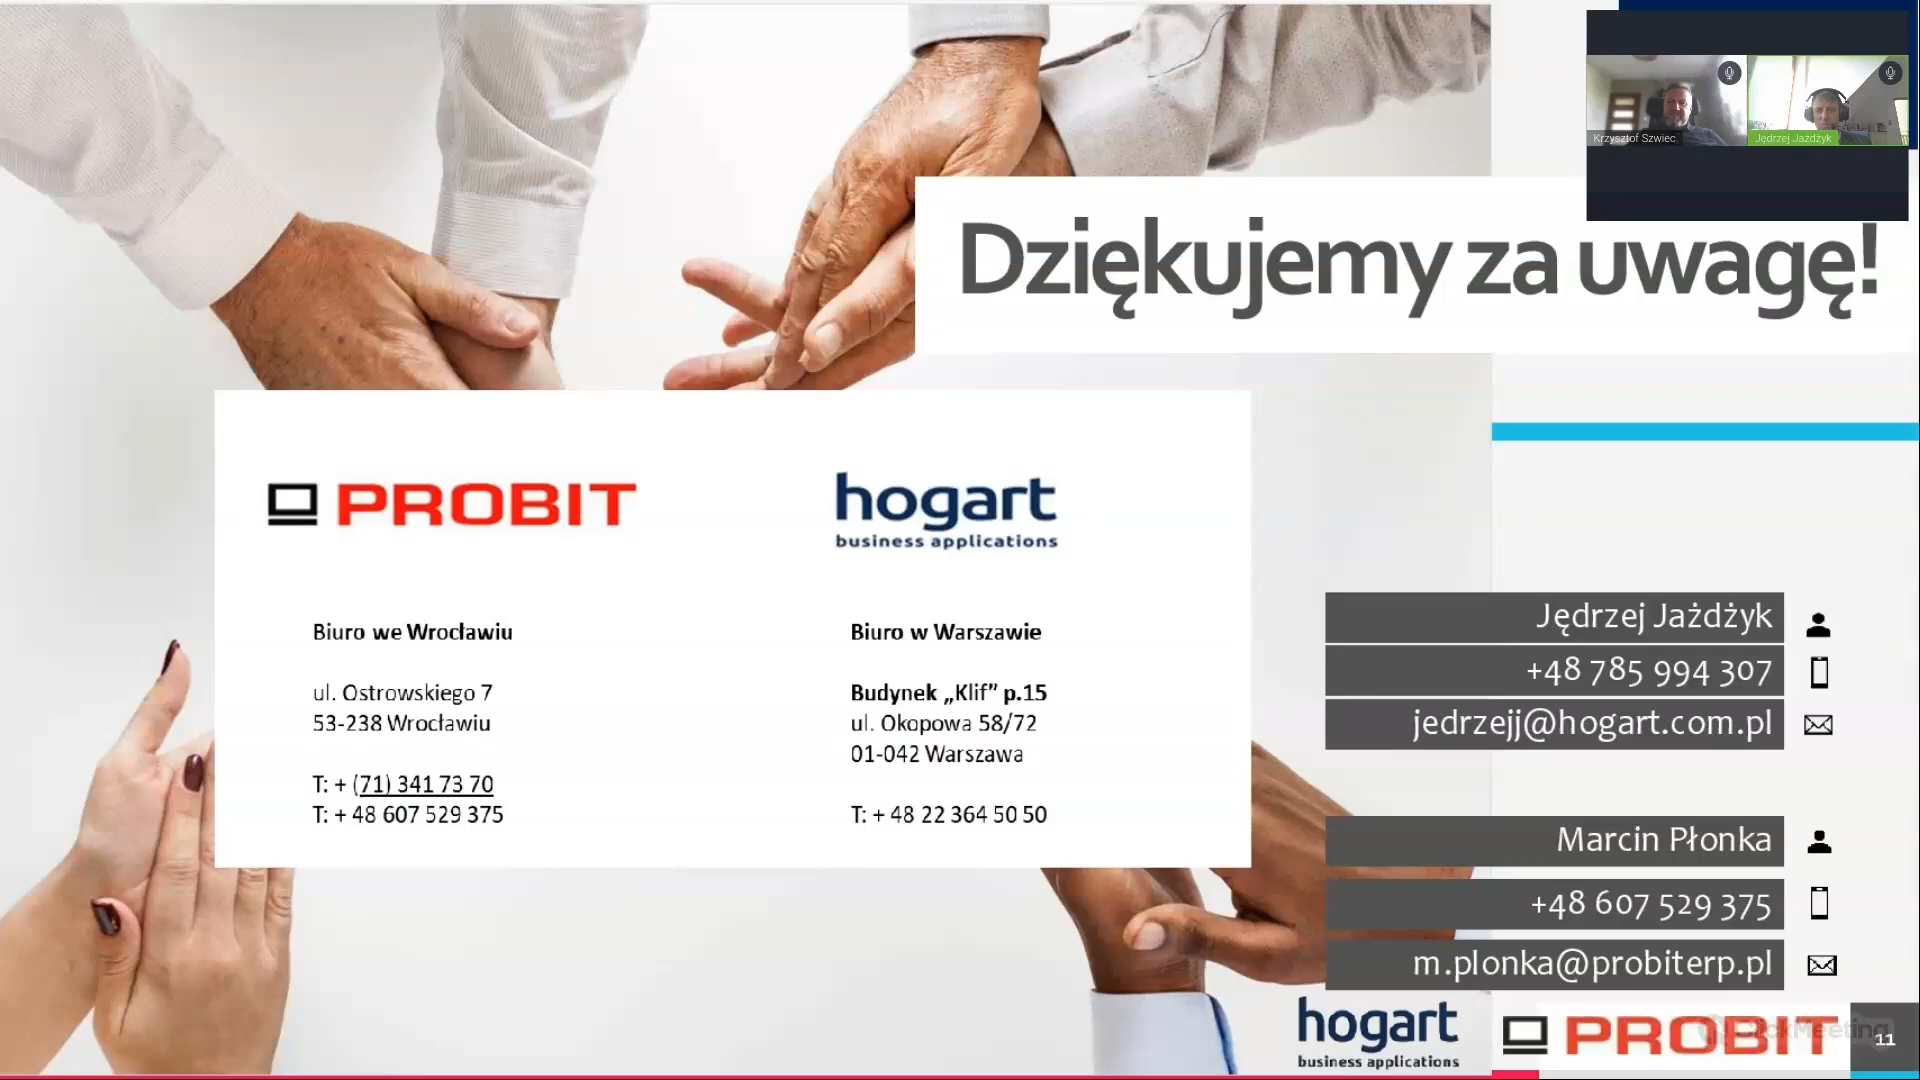 Krzysztof Szwiec
Jędrzej Jażdżyk
Dziękujemy za uwagę!
PROBIT
hogart
business applications
Biuro we Wrocławiu
ul. Ostrowskiego 7
53-238 Wrocławiu
T: + (71) 341 73 70
T: + 48 607 529 375
Biuro w Warszawie
Budynek „Klif” p.15
ul. Okopowa 58/72
01-042 Warszawa
T: + 48 22 364 50 50
Jędrzej Jażdżyk
+48 785 994 307
jedrzejj@hogart.com.pl
Marcin Płonka
+48 607 529 375
m.plonka@probiterp.pl
hogart
business applications
PROBIT
ClickMeeting
11